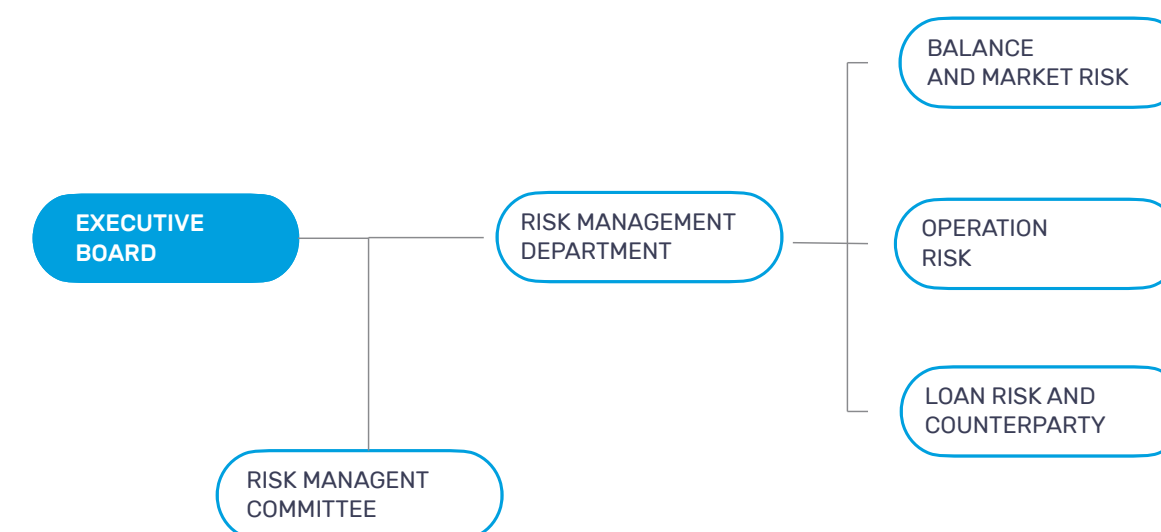 BALANCE
AND MARKET RISK
EXECUTIVE
BOARD
RISK MANAGEMENT
DEPARTMENT
OPERATION
RISK
LOAN RISK AND
COUNTERPARTY
RISK MANAGENT
COMMITTEE